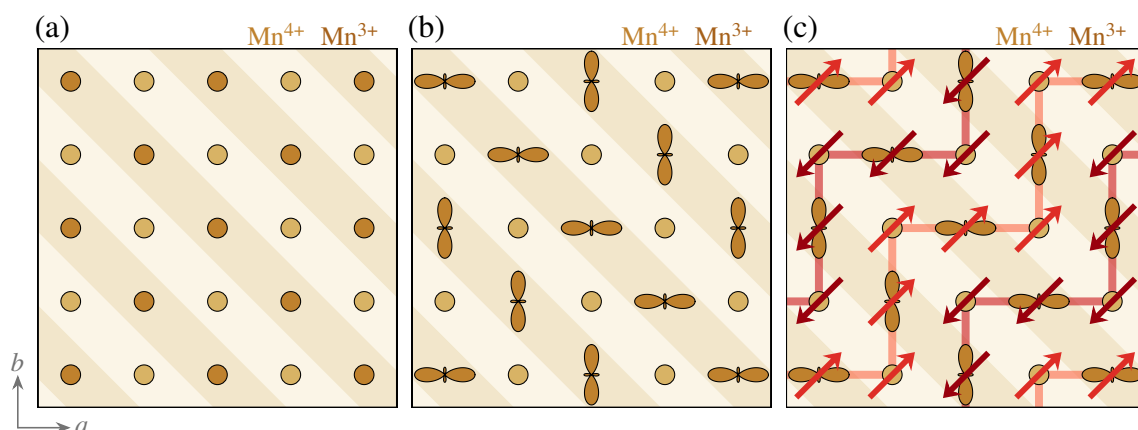 (a) Mn⁴⁺ Mn³⁺
(b) Mn⁴⁺ Mn³⁺
(c) Mn⁴⁺ Mn³⁺
b
a